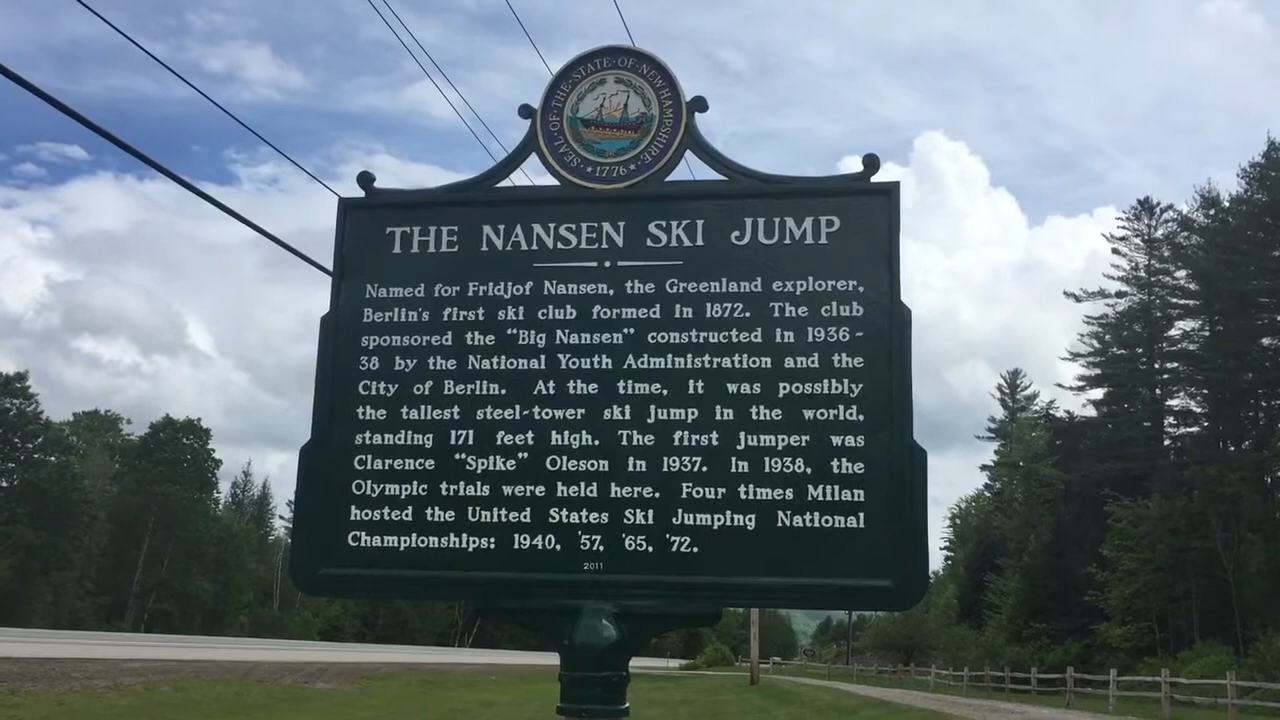 SEAL·OF·THE·STATE·OF·NEW HAMPSHIRE·
★1776★
THE NANSEN SKI JUMP
Named for Fridjof Nansen, the Greenland explorer,
Berlin's first ski club formed in 1872. The club
sponsored the "Big Nansen" constructed in 1936-
38 by the National Youth Administration and the
City of Berlin. At the time, it was possibly
the tallest steel-tower ski jump in the world,
standing 171 feet high. The first jumper was
Clarence "Spike" Oleson in 1937. In 1938, the
Olympic trials were held here. Four times Milan
hosted the United States Ski Jumping National
Championships: 1940, '57, '65, '72.
2011